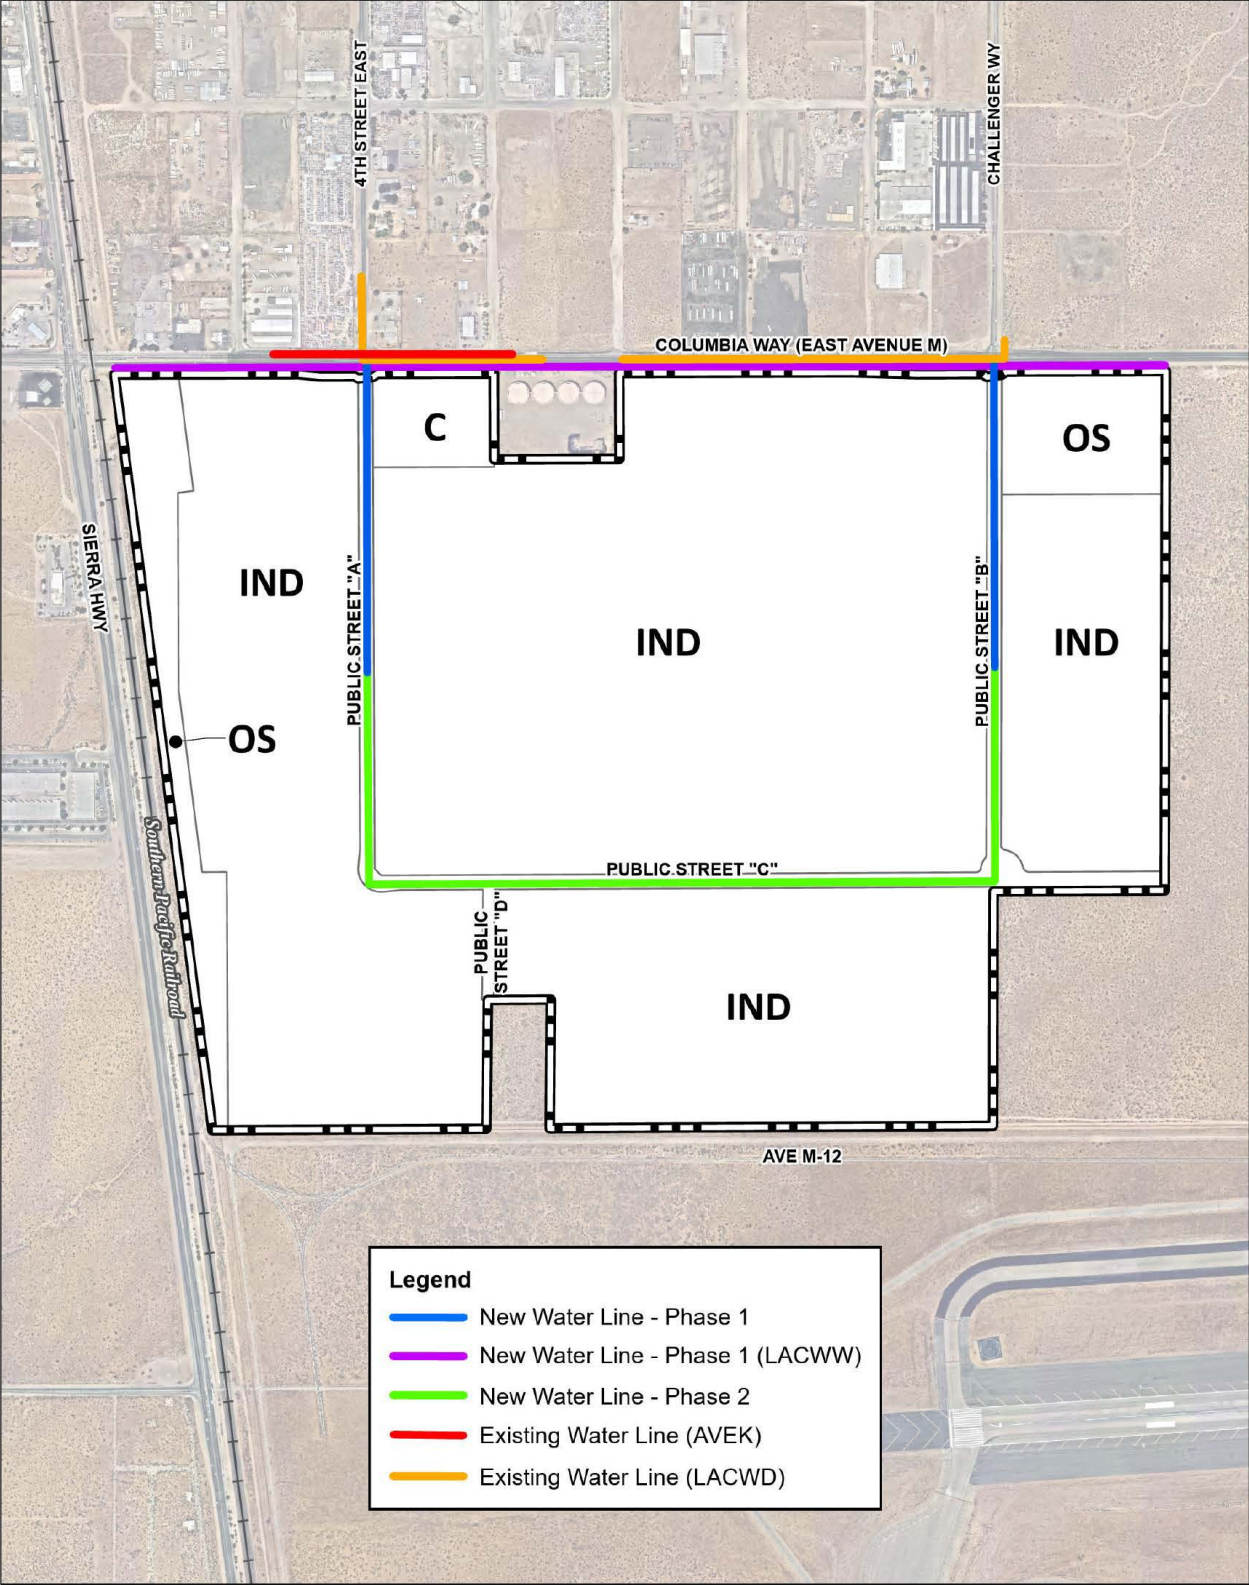 4TH STREET EAST
CHALLENGER WY
COLUMBIA WAY (EAST AVENUE M)
C
OS
SIERRA HWY
IND
PUBLIC STREET "A"
IND
PUBLIC STREET "B"
IND
OS
Southern Pacific Railroad
PUBLIC STREET "C"
PUBLIC
STREET "D"
IND
AVE M-12
Legend
New Water Line - Phase 1
New Water Line - Phase 1 (LACWW)
New Water Line - Phase 2
Existing Water Line (AVEK)
Existing Water Line (LACWD)